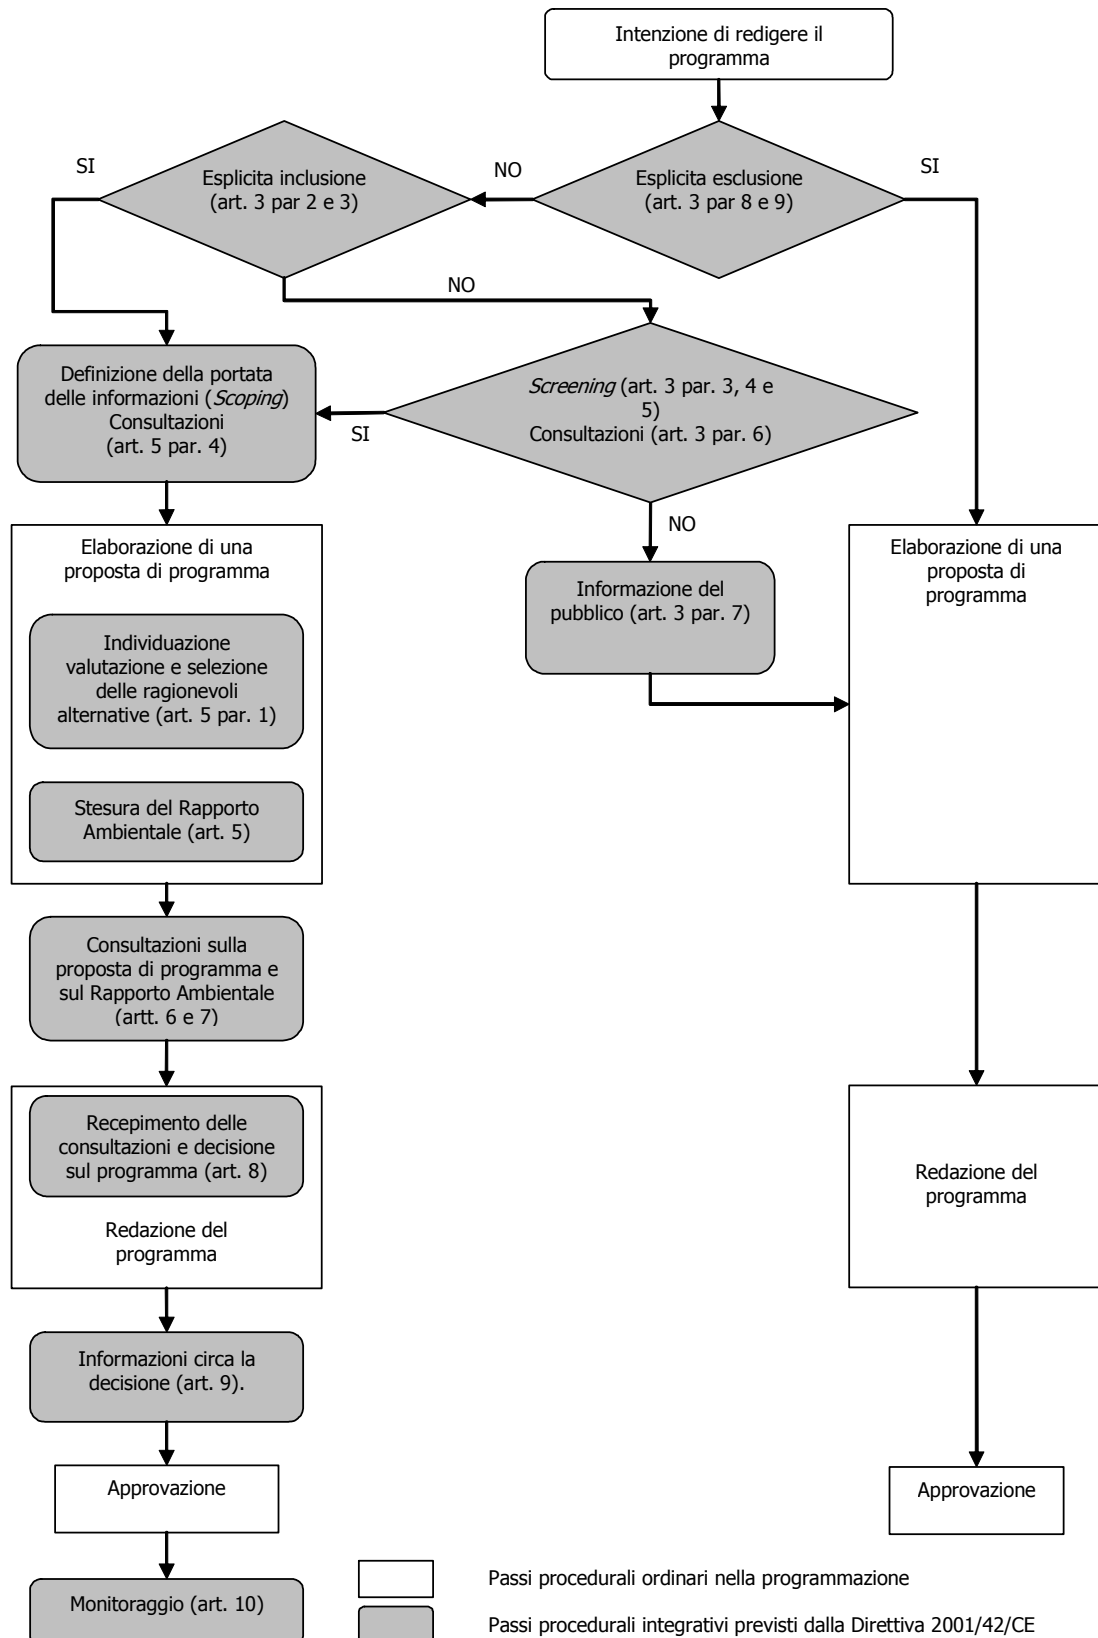 Intenzione di redigere il
programma
SI
NO
SI
Esplicita inclusione
(art. 3 par 2 e 3)
Esplicita esclusione
(art. 3 par 8 e 9)
NO
Definizione della portata
delle informazioni (Scoping)
Consultazioni
(art. 5 par. 4)
SI
Screening (art. 3 par. 3, 4 e
5)
Consultazioni (art. 3 par. 6)
NO
Elaborazione di una
proposta di programma
Informazione del
pubblico (art. 3 par. 7)
Elaborazione di una
proposta di
programma
Individuazione
valutazione e selezione
delle ragionevoli
alternative (art. 5 par. 1)
Stesura del Rapporto
Ambientale (art. 5)
Consultazioni sulla
proposta di programma e
sul Rapporto Ambientale
(artt. 6 e 7)
Recepimento delle
consultazioni e decisione
sul programma (art. 8)
Redazione del
programma
Redazione del
programma
Informazioni circa la
decisione (art. 9).
Approvazione
Approvazione
Monitoraggio (art. 10)
Passi procedurali ordinari nella programmazione
Passi procedurali integrativi previsti dalla Direttiva 2001/42/CE